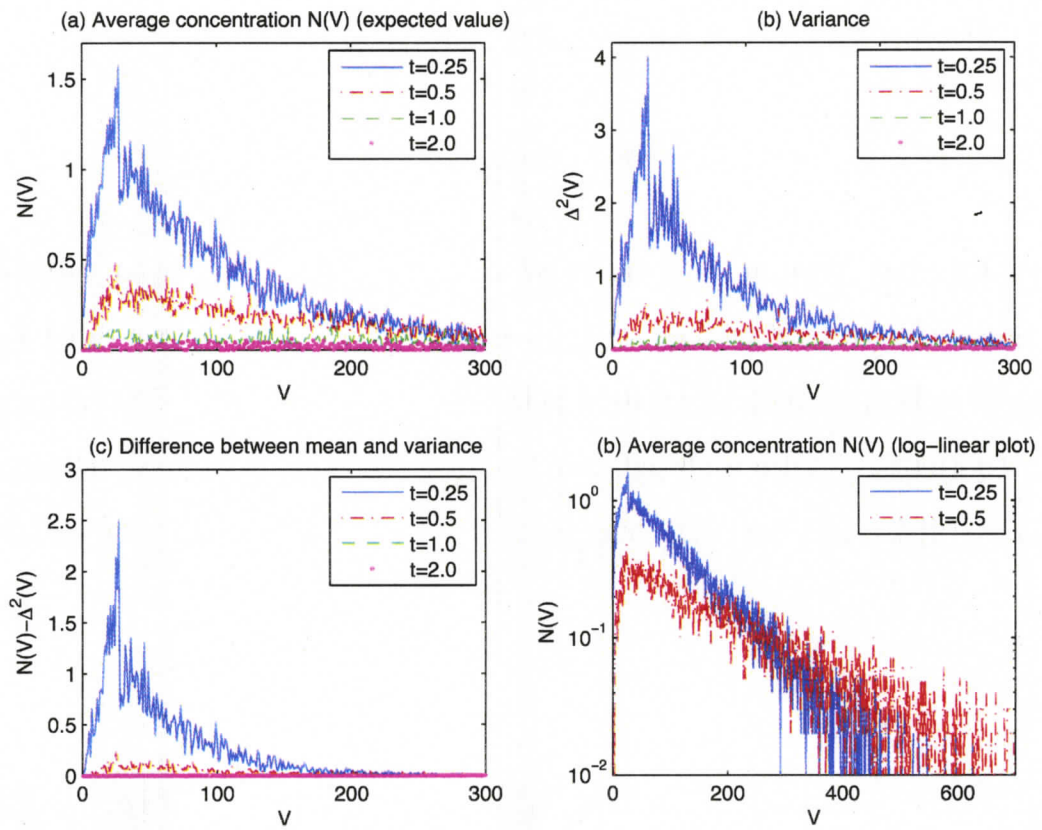 (a) Average concentration N(V) (expected value)
N(V)
1.5
1
0.5
0
0
100
200
300
V
t=0.25
t=0.5
t=1.0
t=2.0
(b) Variance
Δ²(V)
4
3
2
1
0
0
100
200
300
V
t=0.25
t=0.5
t=1.0
t=2.0
(c) Difference between mean and variance
N(V)−Δ²(V)
3
2.5
2
1.5
1
0.5
0
0
100
200
300
V
t=0.25
t=0.5
t=1.0
t=2.0
(b) Average concentration N(V) (log−linear plot)
N(V)
10⁰
10⁻¹
10⁻²
0
200
400
600
V
t=0.25
t=0.5